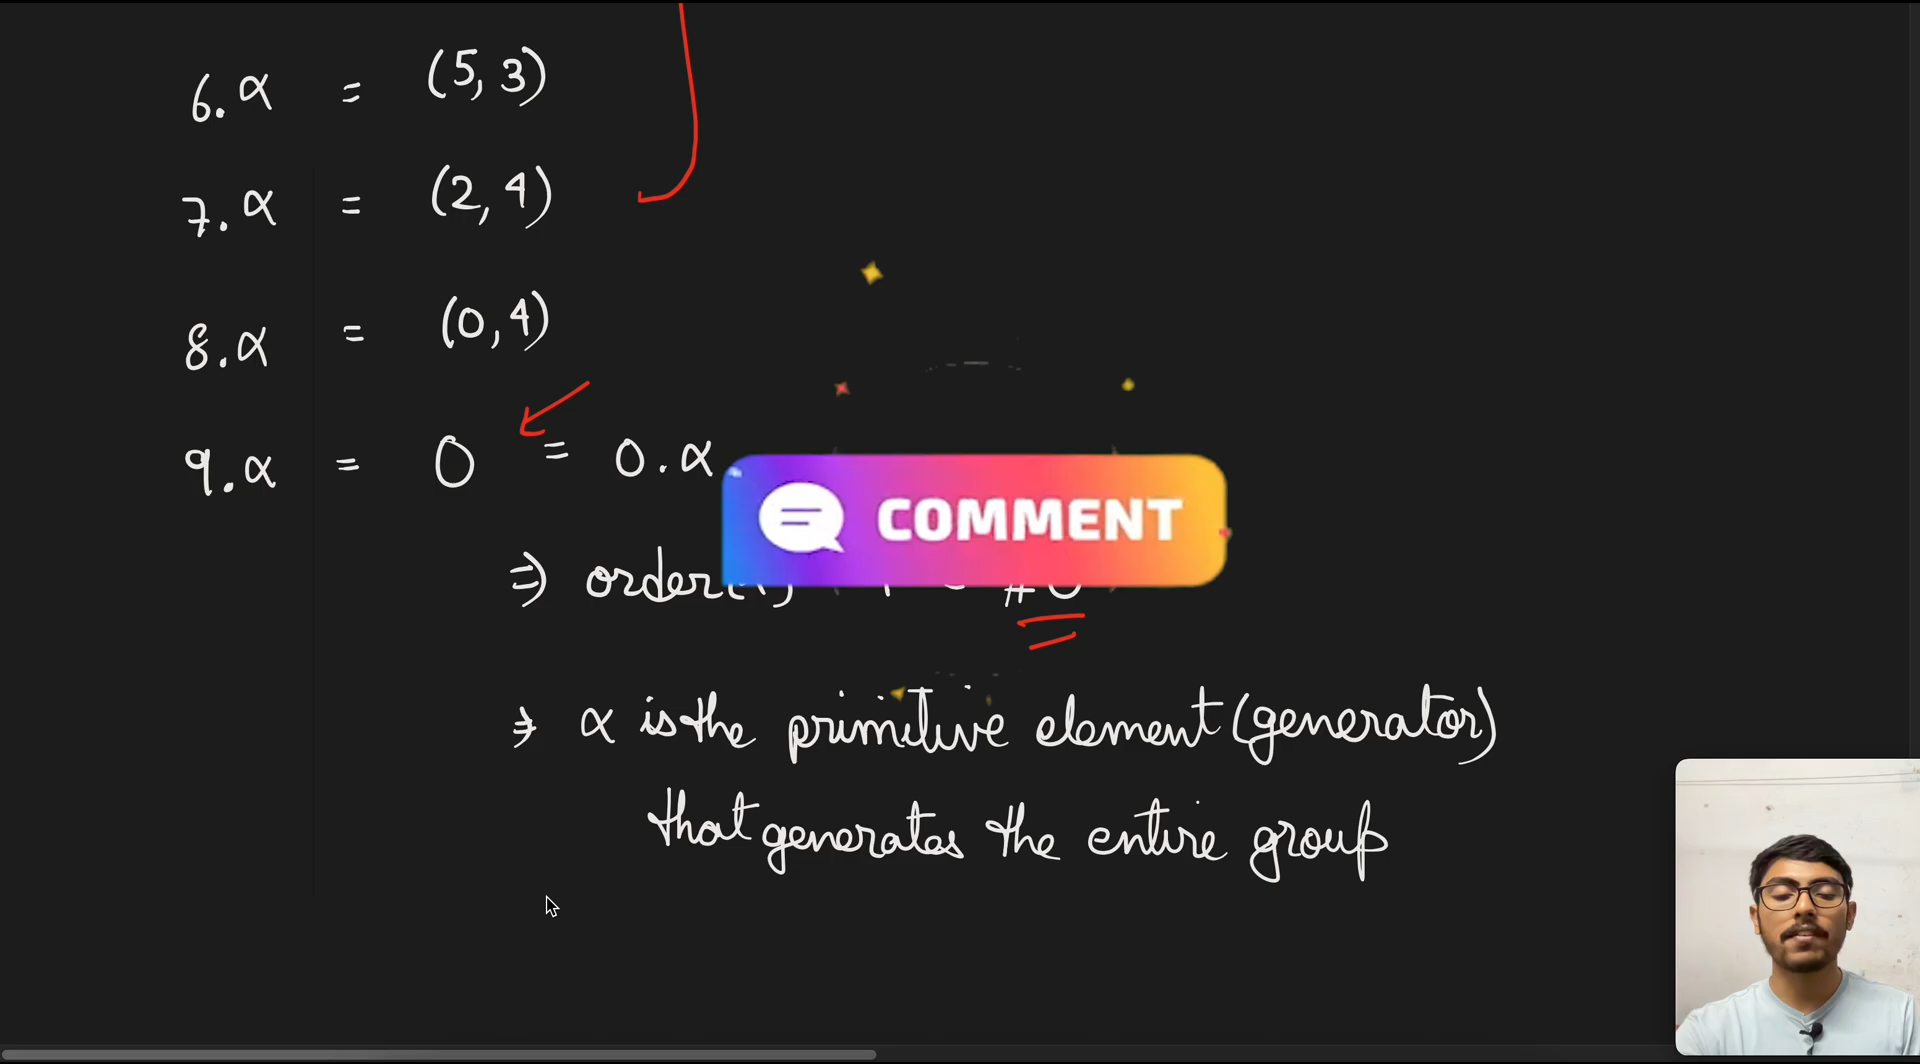 6.α = (5, 3)
7.α = (2, 4)
8.α = (0, 4)
9.α = 0 = 0.α
COMMENT
⇒ order
⇒ α is the primitive element (generator)
that generates the entire group